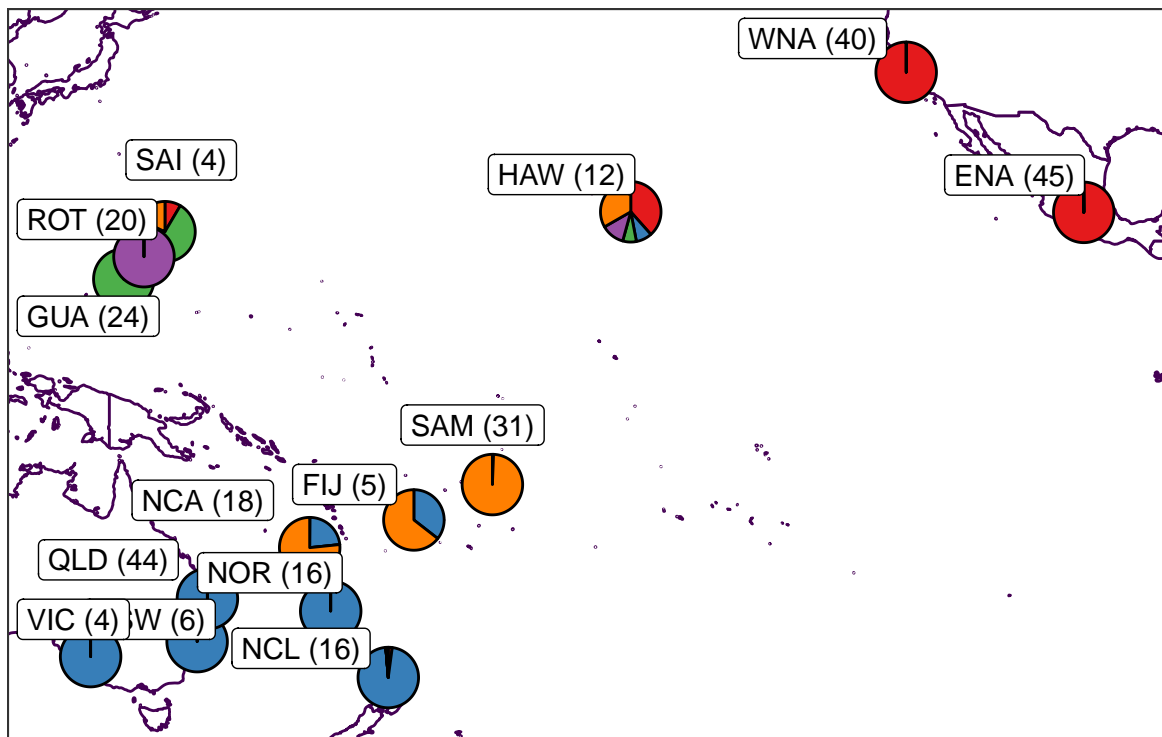 WNA (40)
SAI (4)
HAW (12)
ENA (45)
ROT (20)
GUA (24)
SAM (31)
FIJ (5)
NCA (18)
QLD (44)
NOR (16)
VIC (4)
SW (6)
NCL (16)